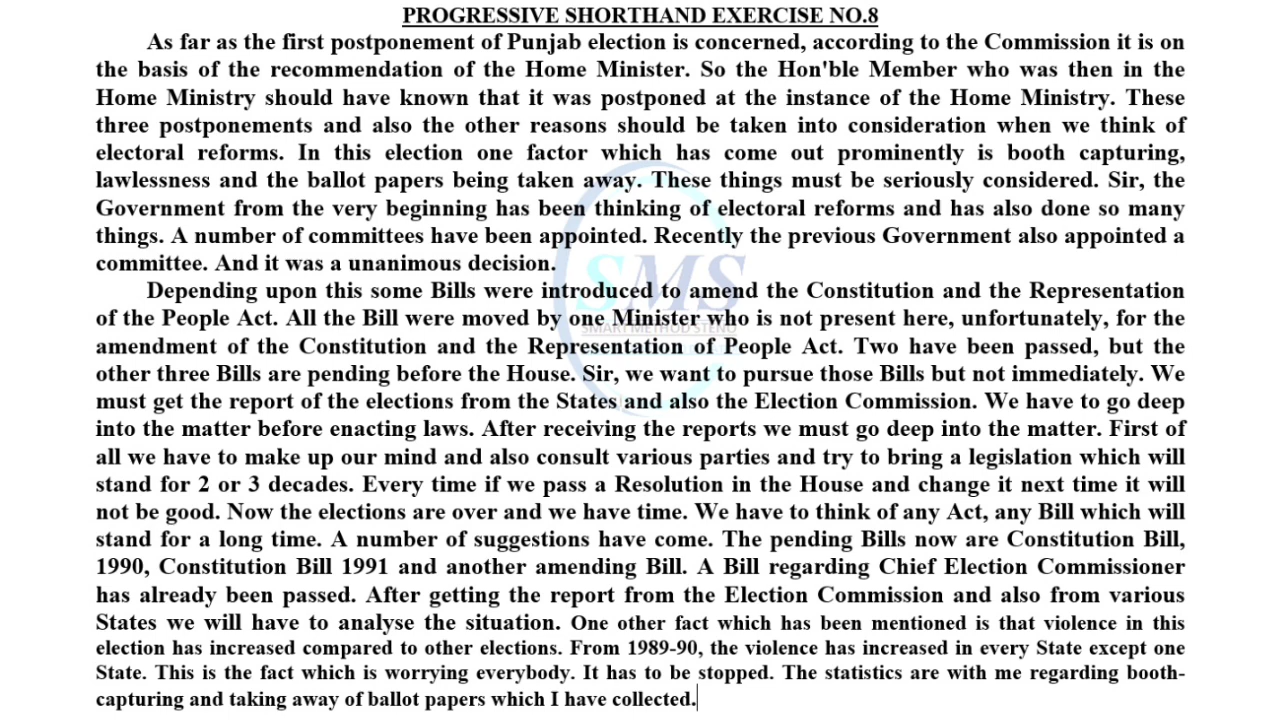 PROGRESSIVE SHORTHAND EXERCISE NO.8
As far as the first postponement of Punjab election is concerned, according to the Commission it is on
the basis of the recommendation of the Home Minister. So the Hon'ble Member who was then in the
Home Ministry should have known that it was postponed at the instance of the Home Ministry. These
three postponements and also the other reasons should be taken into consideration when we think of
electoral reforms. In this election one factor which has come out prominently is booth capturing,
lawlessness and the ballot papers being taken away. These things must be seriously considered. Sir, the
Government from the very beginning has been thinking of electoral reforms and has also done so many
things. A number of committees have been appointed. Recently the previous Government also appointed a
committee. And it was a unanimous decision.
SMS
Depending upon this some Bills were introduced to amend the Constitution and the Representation
of the People Act. All the Bill were moved by one Minister who is not present here, unfortunately, for the
SMART METHOD STENO
amendment of the Constitution and the Representation of People Act. Two have been passed, but the
other three Bills are pending before the House. Sir, we want to pursue those Bills but not immediately. We
must get the report of the elections from the States and also the Election Commission. We have to go deep
into the matter before enacting laws. After receiving the reports we must go deep into the matter. First of
all we have to make up our mind and also consult various parties and try to bring a legislation which will
stand for 2 or 3 decades. Every time if we pass a Resolution in the House and change it next time it will
not be good. Now the elections are over and we have time. We have to think of any Act, any Bill which will
stand for a long time. A number of suggestions have come. The pending Bills now are Constitution Bill,
1990, Constitution Bill 1991 and another amending Bill. A Bill regarding Chief Election Commissioner
has already been passed. After getting the report from the Election Commission and also from various
States we will have to analyse the situation. One other fact which has been mentioned is that violence in this
election has increased compared to other elections. From 1989-90, the violence has increased in every State except one
State. This is the fact which is worrying everybody. It has to be stopped. The statistics are with me regarding booth-
capturing and taking away of ballot papers which I have collected.